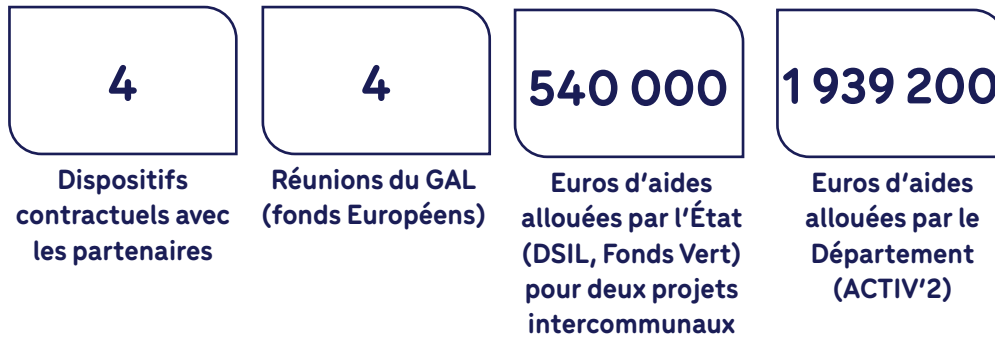 4
Dispositifs
contractuels avec
les partenaires
4
Réunions du GAL
(fonds Européens)
540 000
Euros d'aides
allouées par l'État
(DSIL, Fonds Vert)
pour deux projets
intercommunaux
1 939 200
Euros d'aides
allouées par le
Département
(ACTIV'2)